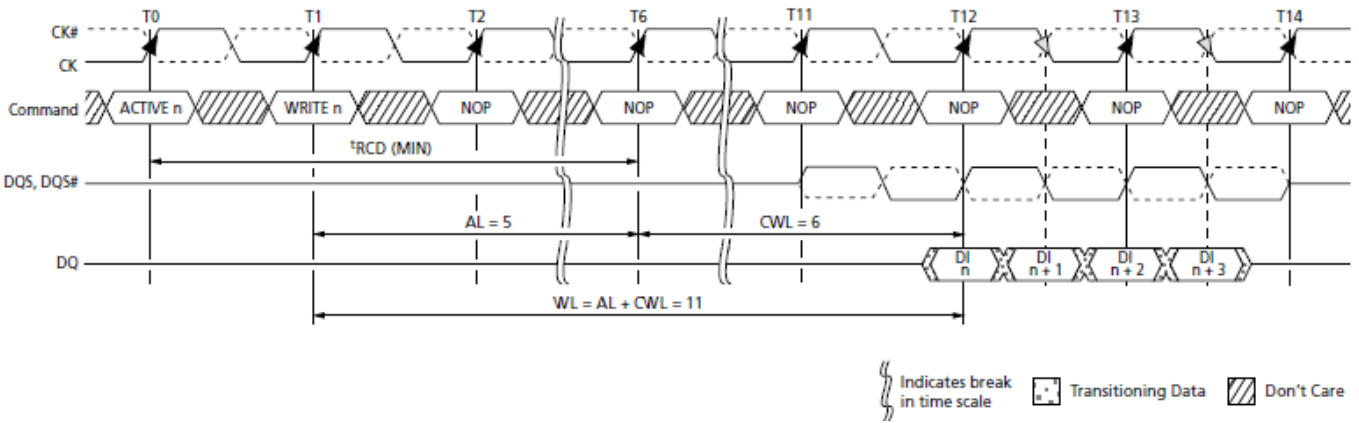 T0 T1 T2 T6 T11 T12 T13 T14
CK#
CK
Command ACTIVE n WRITE n NOP NOP NOP NOP NOP NOP
tRCD (MIN)
DQS, DQS#
AL = 5 CWL = 6
DQ DI n DI n + 1 DI n + 2 DI n + 3
WL = AL + CWL = 11
Indicates break
in time scale
Transitioning Data
Don't Care